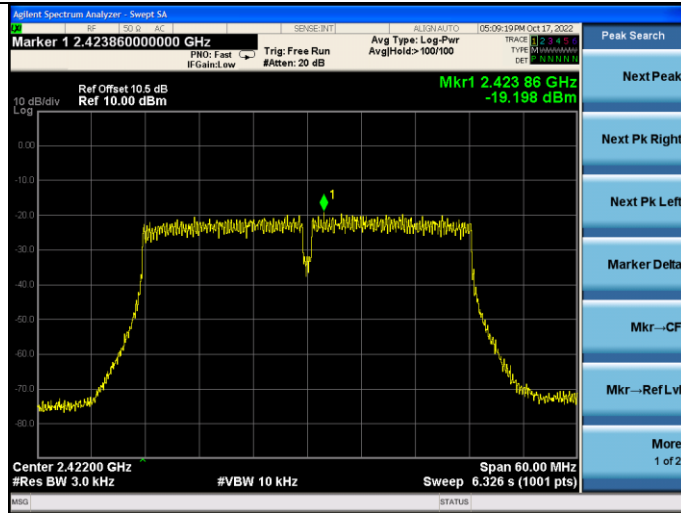 Agilent Spectrum Analyzer - Swept SA
RF 50 Ω AC SENSE:INT ALIGNAUTO 05:09:19PM Oct 17, 2022
Marker 1 2.423860000000 GHz
Avg Type: Log-Pwr
TRACE 1 2 3 4 5 6
PNO: Fast Trig: Free Run Avg|Hold:>100/100
TYPE M
IFGain:Low #Atten: 20 dB
DET P N N N N N
Mkr1 2.423 86 GHz
Ref Offset 10.5 dB
-19.198 dBm
10 dB/div Ref 10.00 dBm
Log
1
0.00
-10.0
-20.0
-30.0
-40.0
-50.0
-60.0
-70.0
-80.0
Center 2.42200 GHz Span 60.00 MHz
#Res BW 3.0 kHz #VBW 10 kHz Sweep 6.326 s (1001 pts)
MSG STATUS
Peak Search
Next Peak
Next Pk Right
Next Pk Left
Marker Delta
Mkr→CF
Mkr→Ref Lvl
More
1 of 2